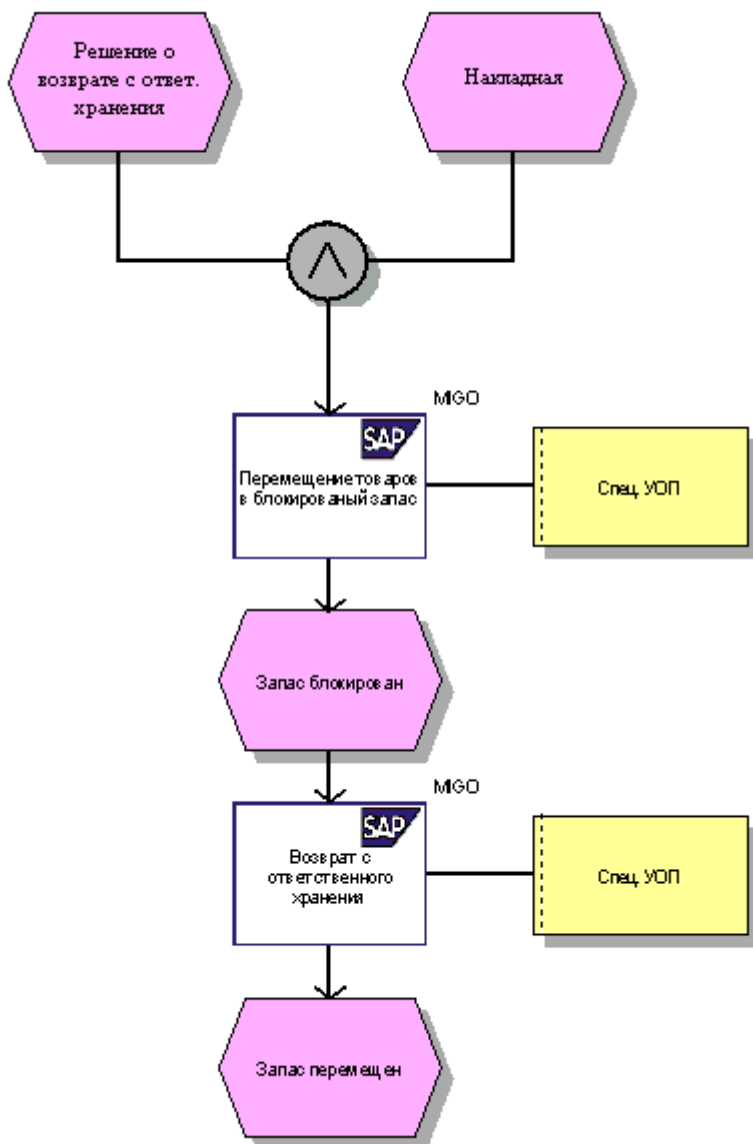 Решение о
возврате с ответ.
хранения
Накладная
MIGO
SAP
Перемещение товаров
в блокированый запас
Спец. УОП
Запас блокирован
MIGO
SAP
Возврат с
ответственного
хранения
Спец. УОП
Запас перемещен